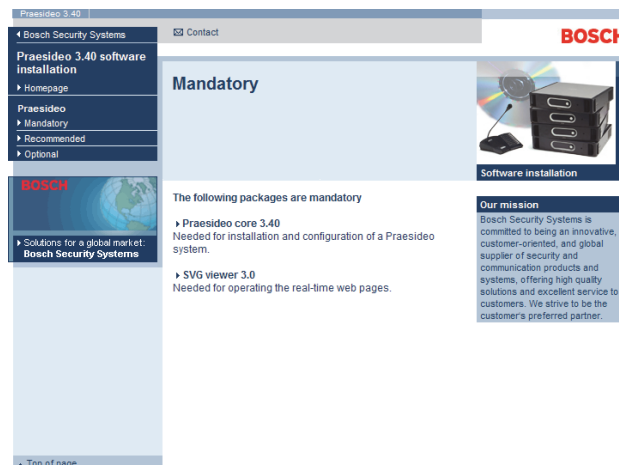 Praesideo 3.40
Bosch Security Systems
Praesideo 3.40 software
installation
Homepage
Praesideo
Mandatory
Recommended
Optional
BOSCH
Solutions for a global market:
Bosch Security Systems
Contact
BOSCH
Mandatory
The following packages are mandatory
Praesideo core 3.40
Needed for installation and configuration of a Praesideo
system.
SVG viewer 3.0
Needed for operating the real-time web pages.
Software installation
Our mission
Bosch Security Systems is
committed to being an innovative,
customer-oriented, and global
supplier of security and
communication products and
systems, offering high quality
solutions and excellent service to
customers. We strive to be the
customer's preferred partner.
Top of page